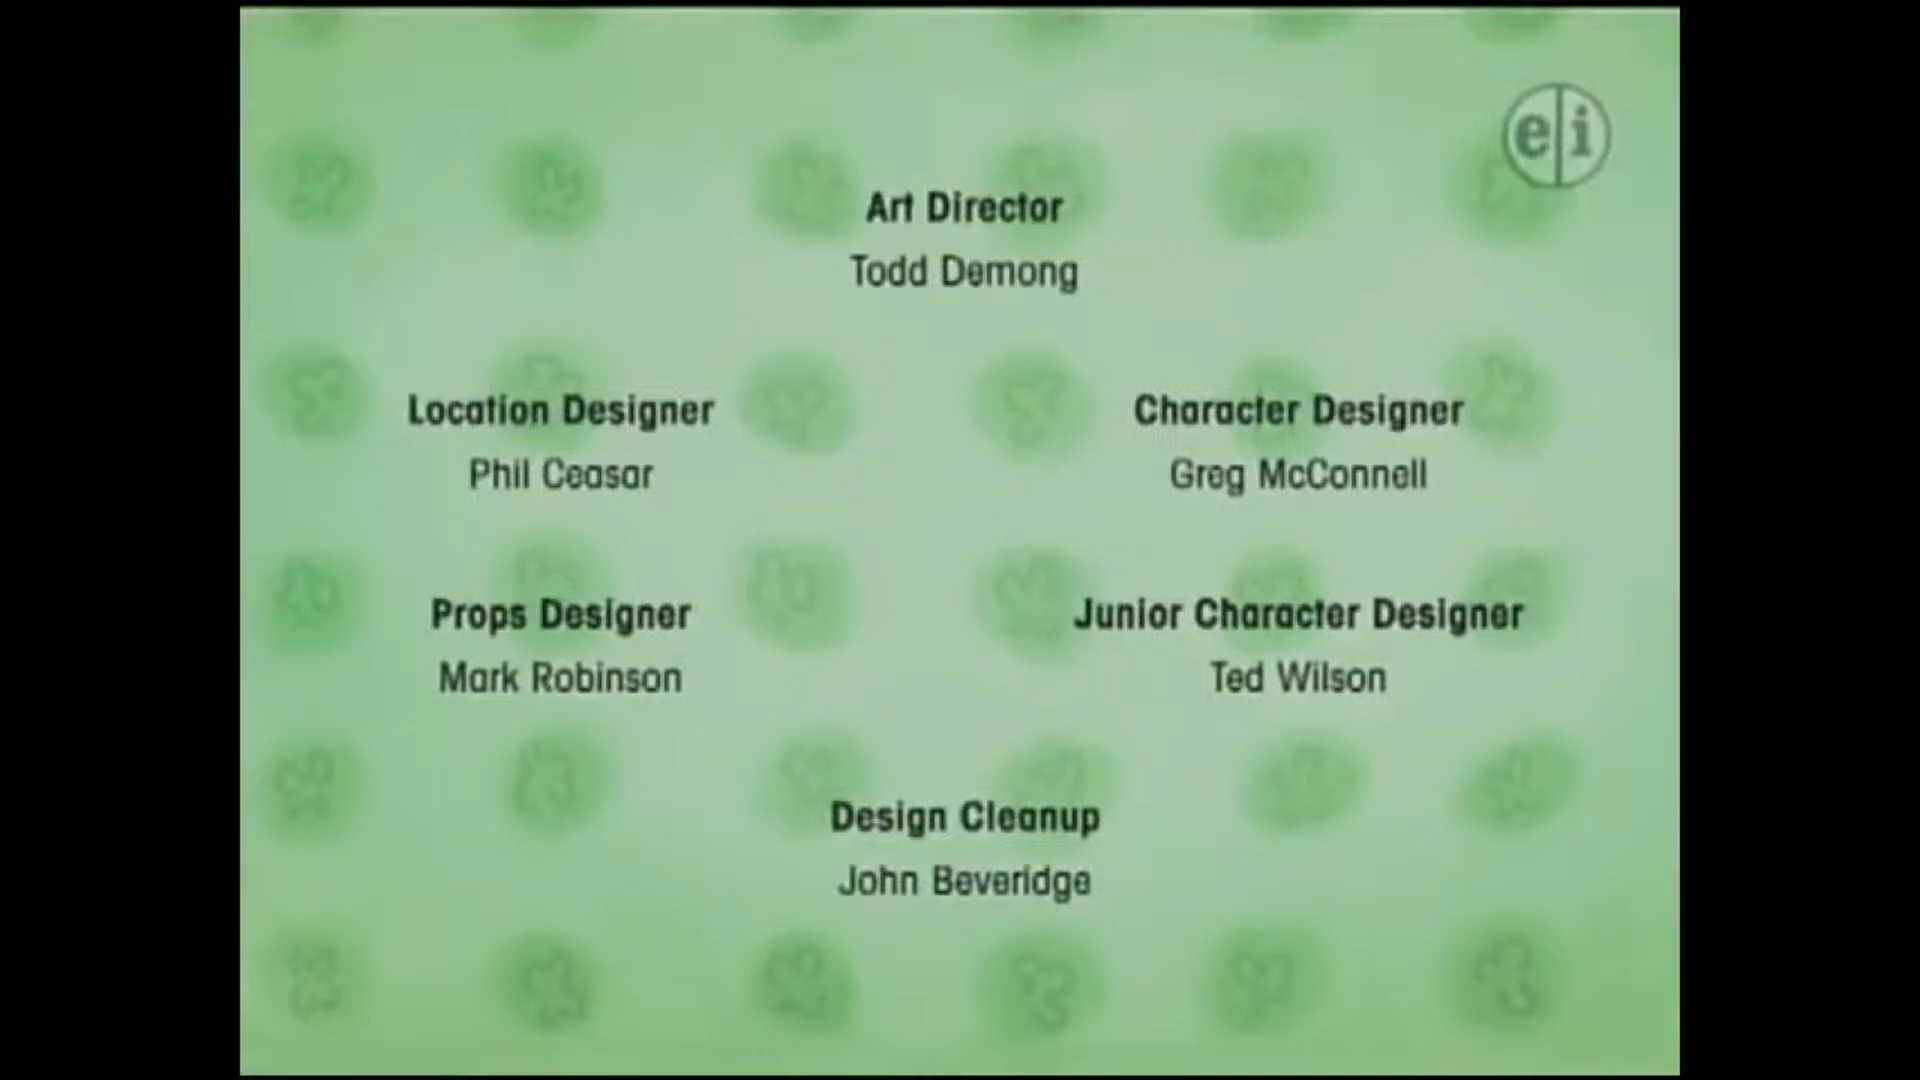 e|i
Art Director
Todd Demong
Location Designer
Phil Ceasar
Character Designer
Greg McConnell
Props Designer
Mark Robinson
Junior Character Designer
Ted Wilson
Design Cleanup
John Beveridge